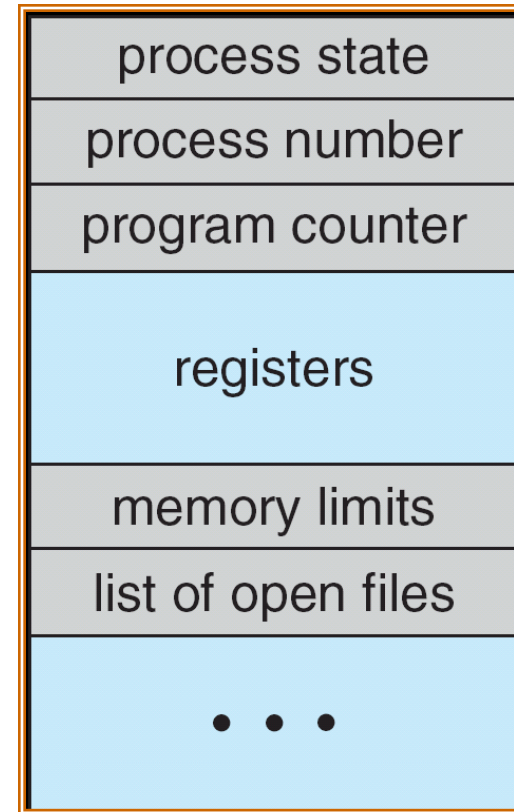 process state
process number
program counter
registers
memory limits
list of open files
• • •